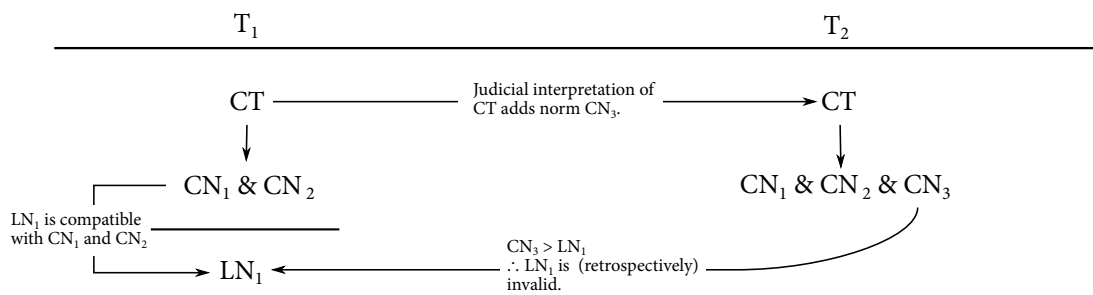 T₁ T₂
CT
Judicial interpretation of
CT adds norm CN₃.
CT
CN₁ & CN₂
CN₁ & CN₂ & CN₃
LN₁ is compatible
with CN₁ and CN₂
LN₁
CN₃ > LN₁
∴ LN₁ is (retrospectively)
invalid.